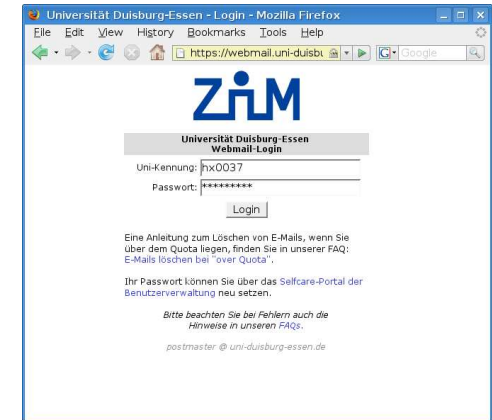 Universität Duisburg-Essen - Login - Mozilla Firefox
File Edit View History Bookmarks Tools Help
https://webmail.uni-duisbu
Google
ZiM
Universität Duisburg-Essen
Webmail-Login
Uni-Kennung: hx0037
Passwort: *********
Login
Eine Anleitung zum Löschen von E-Mails, wenn Sie
über dem Quota liegen, finden Sie in unserer FAQ:
E-Mails löschen bei "over Quota".
Ihr Passwort können Sie über das Selfcare-Portal der
Benutzerverwaltung neu setzen.
Bitte beachten Sie bei Fehlern auch die
Hinweise in unseren FAQs.
postmaster @ uni-duisburg-essen.de